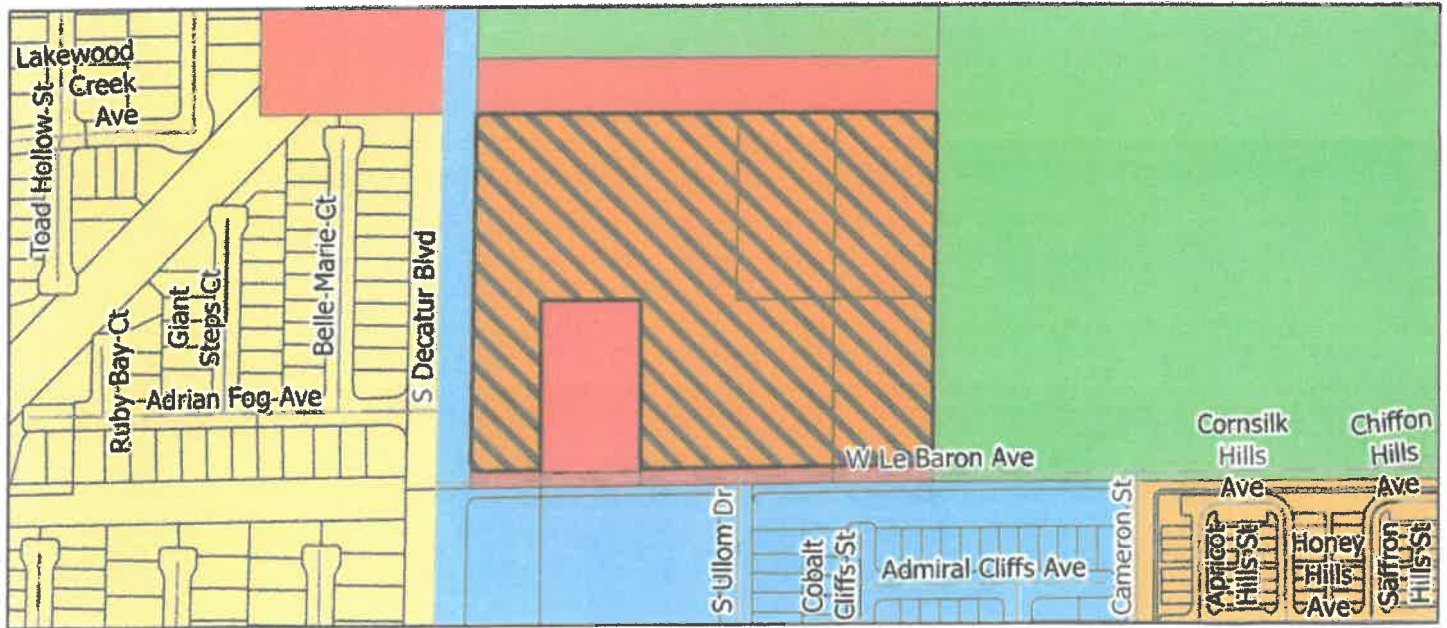 Lakewood
Creek
Ave
Toad-Hollow-St
Belle-Marie-Ct
Giant
Steps Ct
Ruby-Bay-Ct
Adrian Fog-Ave
S Decatur Blvd
W Le Baron Ave
Cornsilk
Hills
Ave
Chiffon
Hills
Ave
S-Ullom Dr
Cobalt
Cliffs St
Admiral Cliffs Ave
Cameron St
Apricot
Hills St
Honey
Hills
Ave
Saffron
Hills St